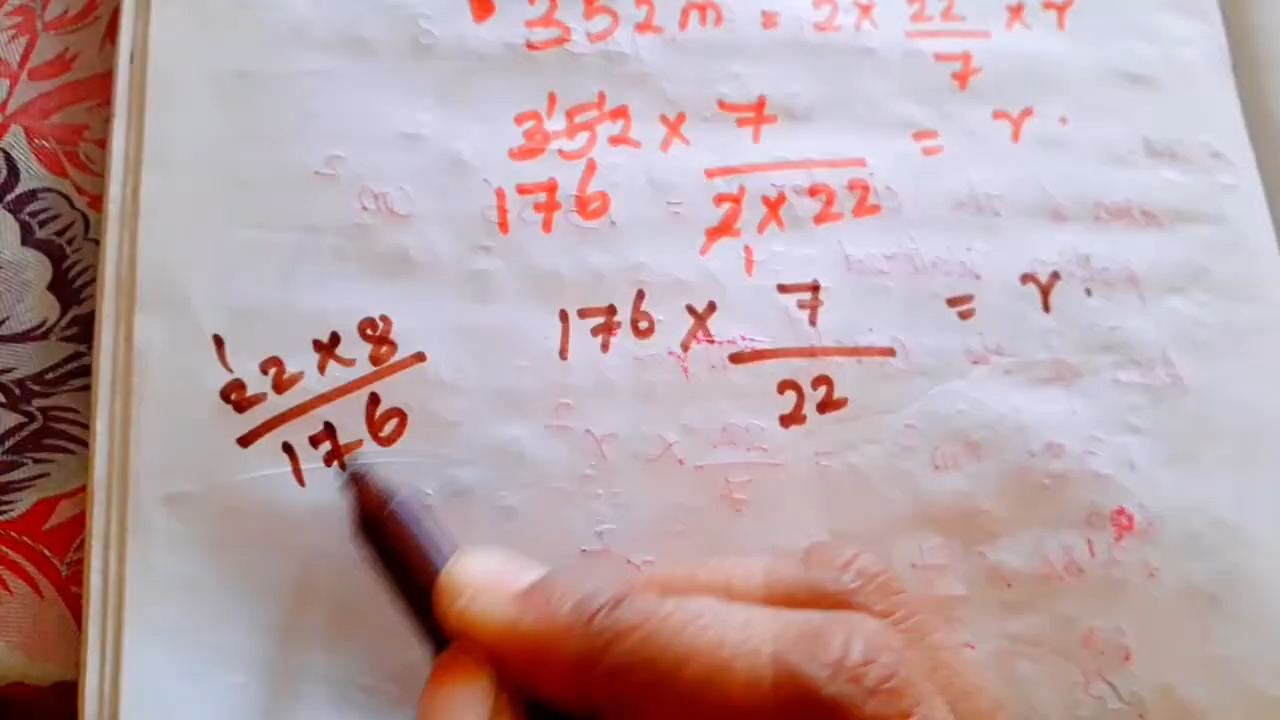 352m = 2 x 22/7 x r
352 x 7 / 2 x 22 = r.
176
1
176 x 7/22 = r.
1
22 x 8
176